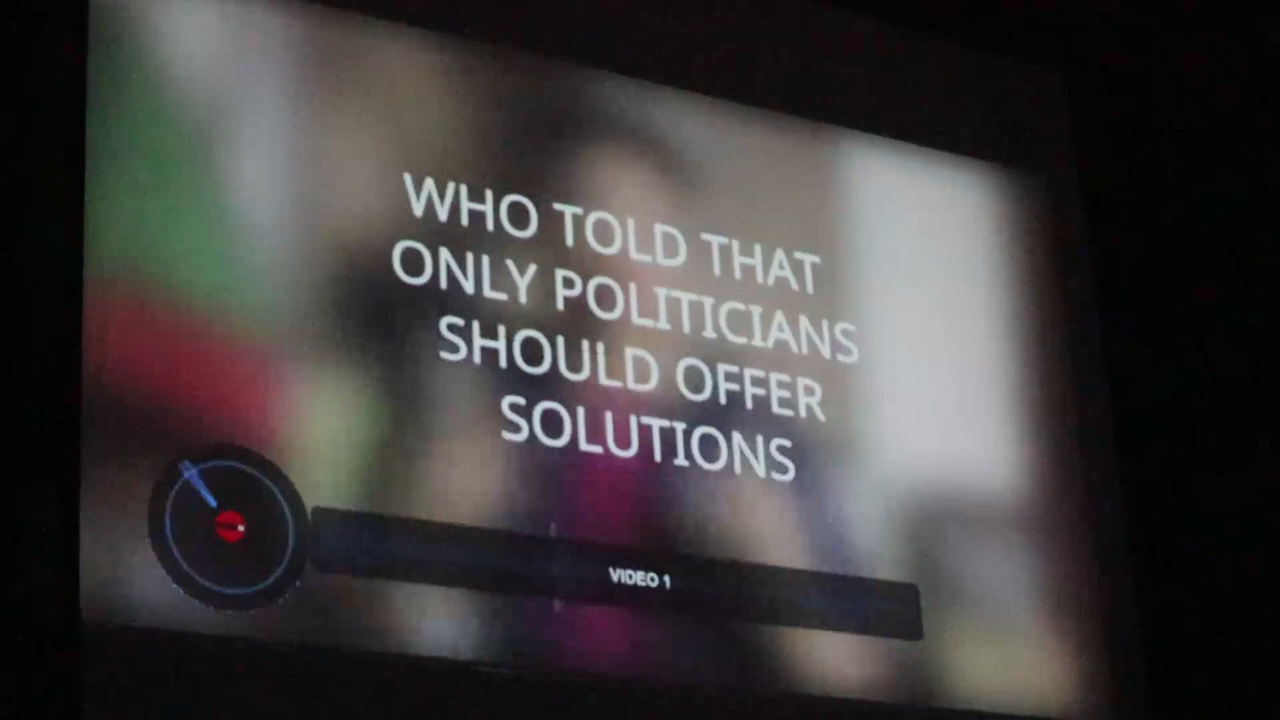 WHO TOLD THAT
ONLY POLITICIANS
SHOULD OFFER
SOLUTIONS
VIDEO 1